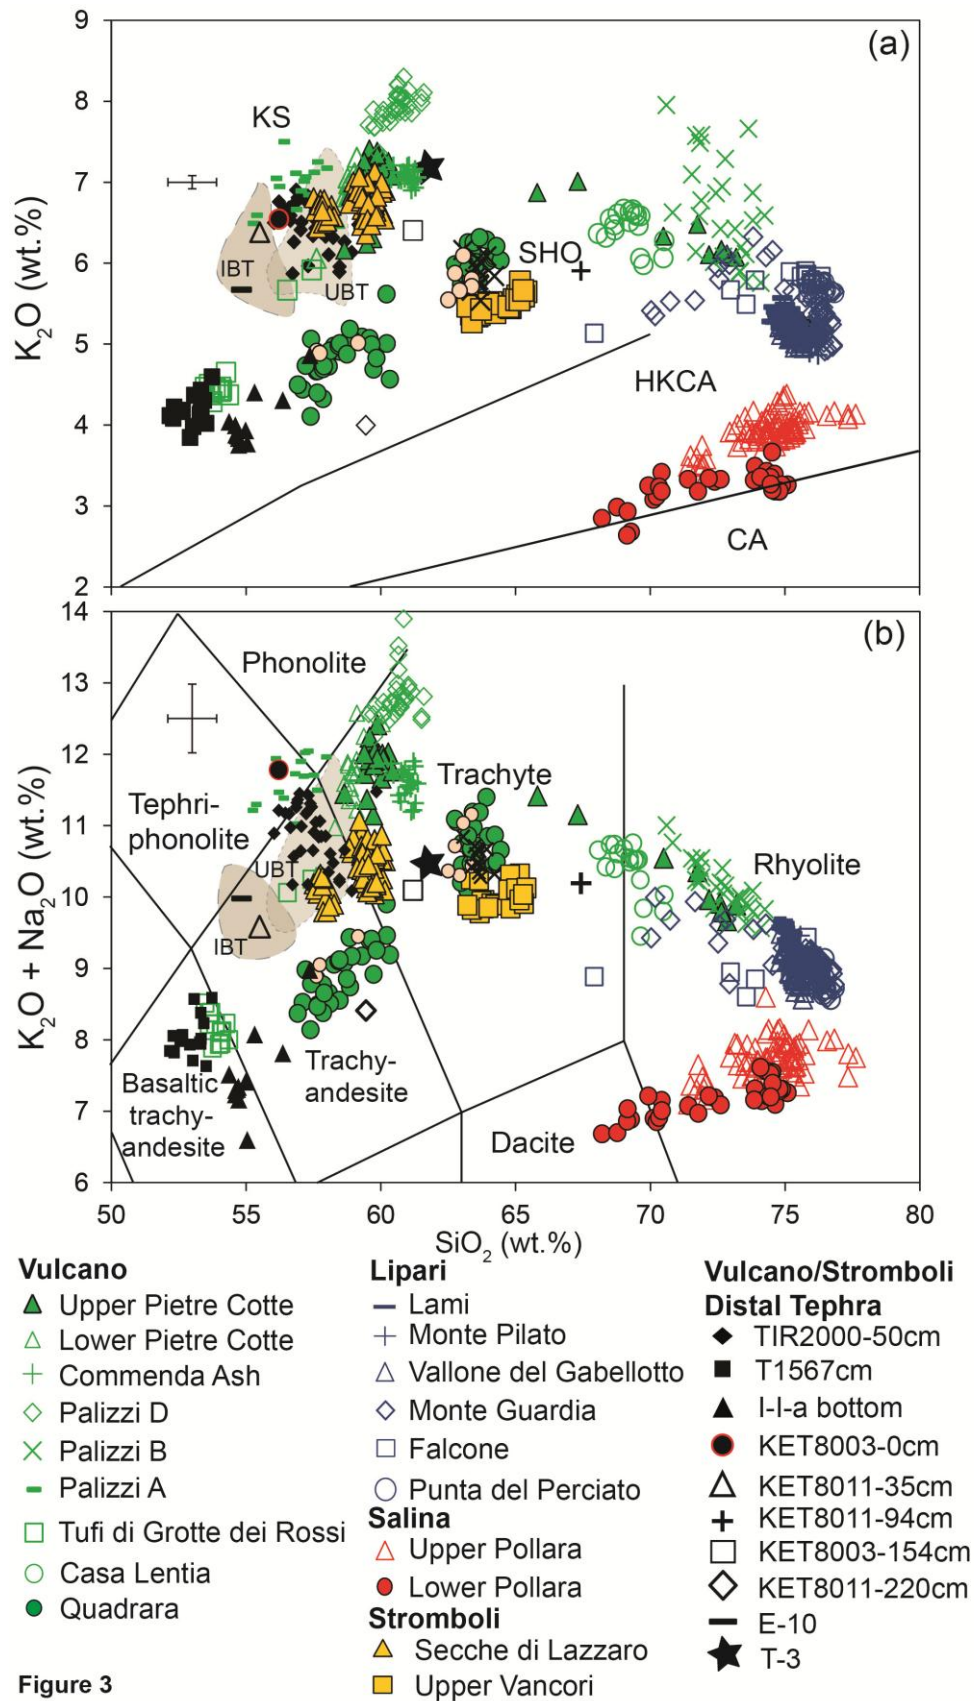 (a)
9
8
7
6
5
4
3
2
K₂O (wt.%)
KS
IBT
UBT
SHO
HKCA
CA
(b)
14
13
12
11
10
9
8
7
6
K₂O + Na₂O (wt.%)
Phonolite
Tephri-
phonolite
Trachyte
Rhyolite
UBT
IBT
Basaltic
trachy-
andesite
Trachy-
andesite
Dacite
50 55 60 65 70 75 80
SiO₂ (wt.%)
Vulcano
Upper Pietre Cotte
Lower Pietre Cotte
Commenda Ash
Palizzi D
Palizzi B
Palizzi A
Tufi di Grotte dei Rossi
Casa Lentia
Quadrara
Lipari
Lami
Monte Pilato
Vallone del Gabellotto
Monte Guardia
Falcone
Punta del Perciato
Salina
Upper Pollara
Lower Pollara
Stromboli
Secche di Lazzaro
Upper Vancori
Vulcano/Stromboli
Distal Tephra
TIR2000-50cm
T1567cm
I-I-a bottom
KET8003-0cm
KET8011-35cm
KET8011-94cm
KET8003-154cm
KET8011-220cm
E-10
T-3
Figure 3